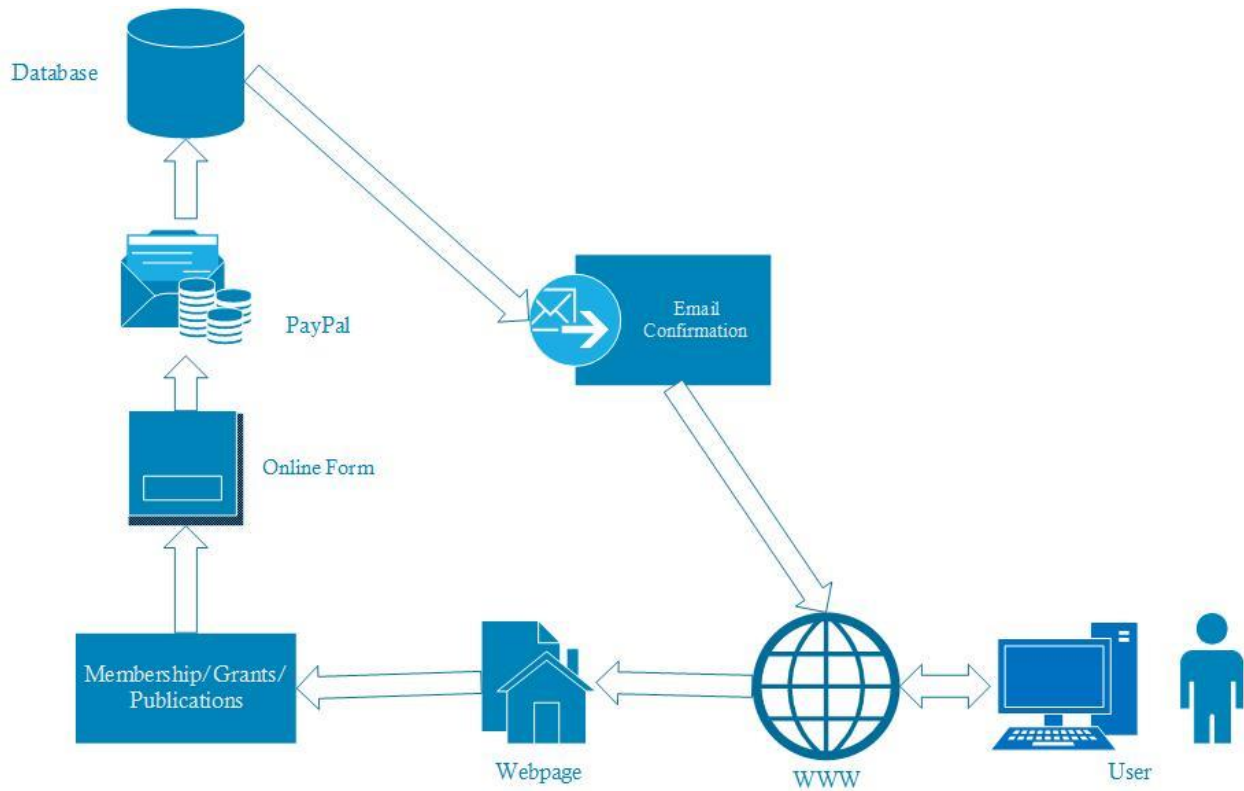 Database
PayPal
Email
Confirmation
Online Form
Membership/Grants/
Publications
Webpage
WWW
User